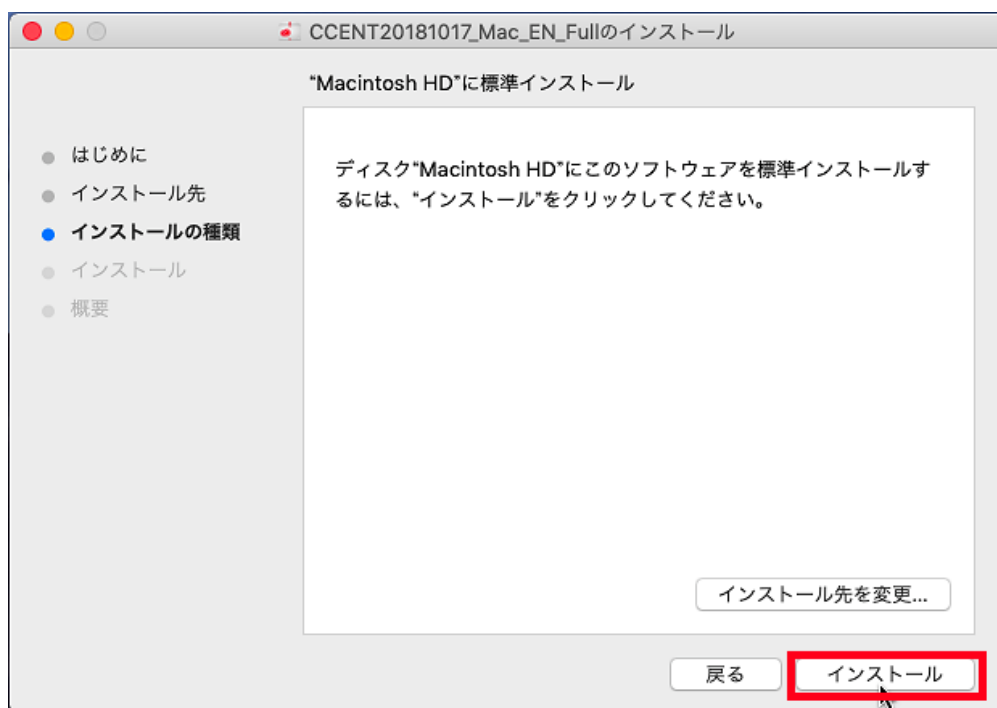 CCENT20181017_Mac_EN_Fullのインストール
“Macintosh HD”に標準インストール
はじめに
インストール先
インストールの種類
インストール
概要
ディスク“Macintosh HD”にこのソフトウェアを標準インストールす
るには、“インストール”をクリックしてください。
インストール先を変更...
戻る
インストール